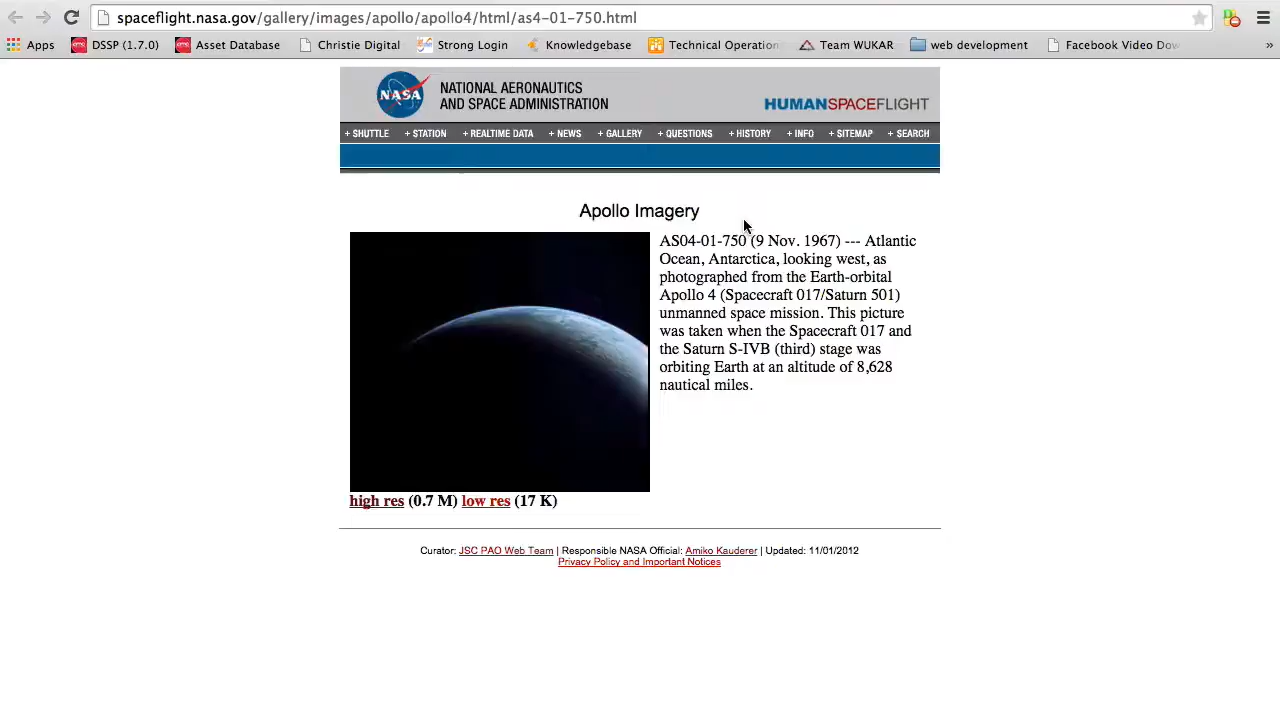 spaceflight.nasa.gov/gallery/images/apollo/apollo4/html/as4-01-750.html
Apps DSSP (1.7.0) Asset Database Christie Digital Strong Login Knowledgebase Technical Operation Team WUKAR web development Facebook Video Dow »
NASA NATIONAL AERONAUTICS
AND SPACE ADMINISTRATION
HUMANSPACEFLIGHT
+ SHUTTLE + STATION + REALTIME DATA + NEWS + GALLERY + QUESTIONS + HISTORY + INFO + SITEMAP + SEARCH
Apollo Imagery
AS04-01-750 (9 Nov. 1967) --- Atlantic
Ocean, Antarctica, looking west, as
photographed from the Earth-orbital
Apollo 4 (Spacecraft 017/Saturn 501)
unmanned space mission. This picture
was taken when the Spacecraft 017 and
the Saturn S-IVB (third) stage was
orbiting Earth at an altitude of 8,628
nautical miles.
high res (0.7 M) low res (17 K)
Curator: JSC PAO Web Team | Responsible NASA Official: Amiko Kauderer | Updated: 11/01/2012
Privacy Policy and Important Notices